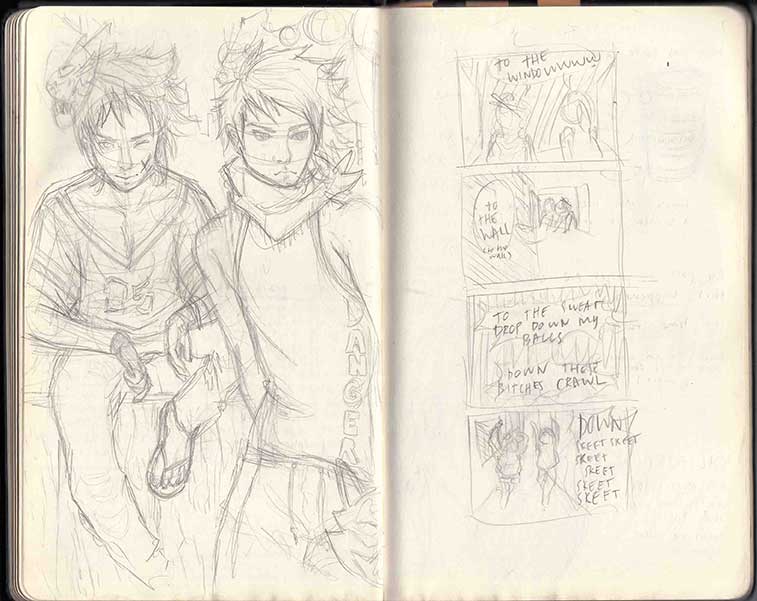 DANGER
TO THE
WINDOWWWW
TO
THE
WALL
TO THE SWEAT
DROP DOWN MY
BALLS
DOWN THESE
BITCHES CRAWL
DOWN
SKEET SKEET
SKEET
SKEET
SKEET
SKEET